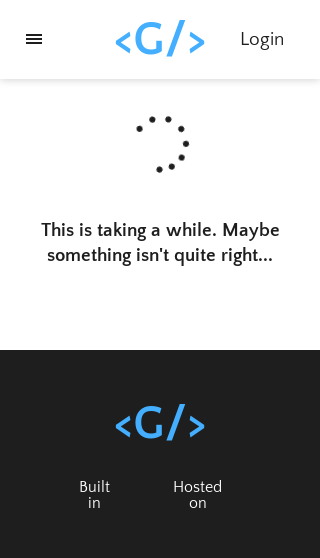 <G/>
Login
This is taking a while. Maybe
something isn't quite right...
<G/>
Built
in
Hosted
on